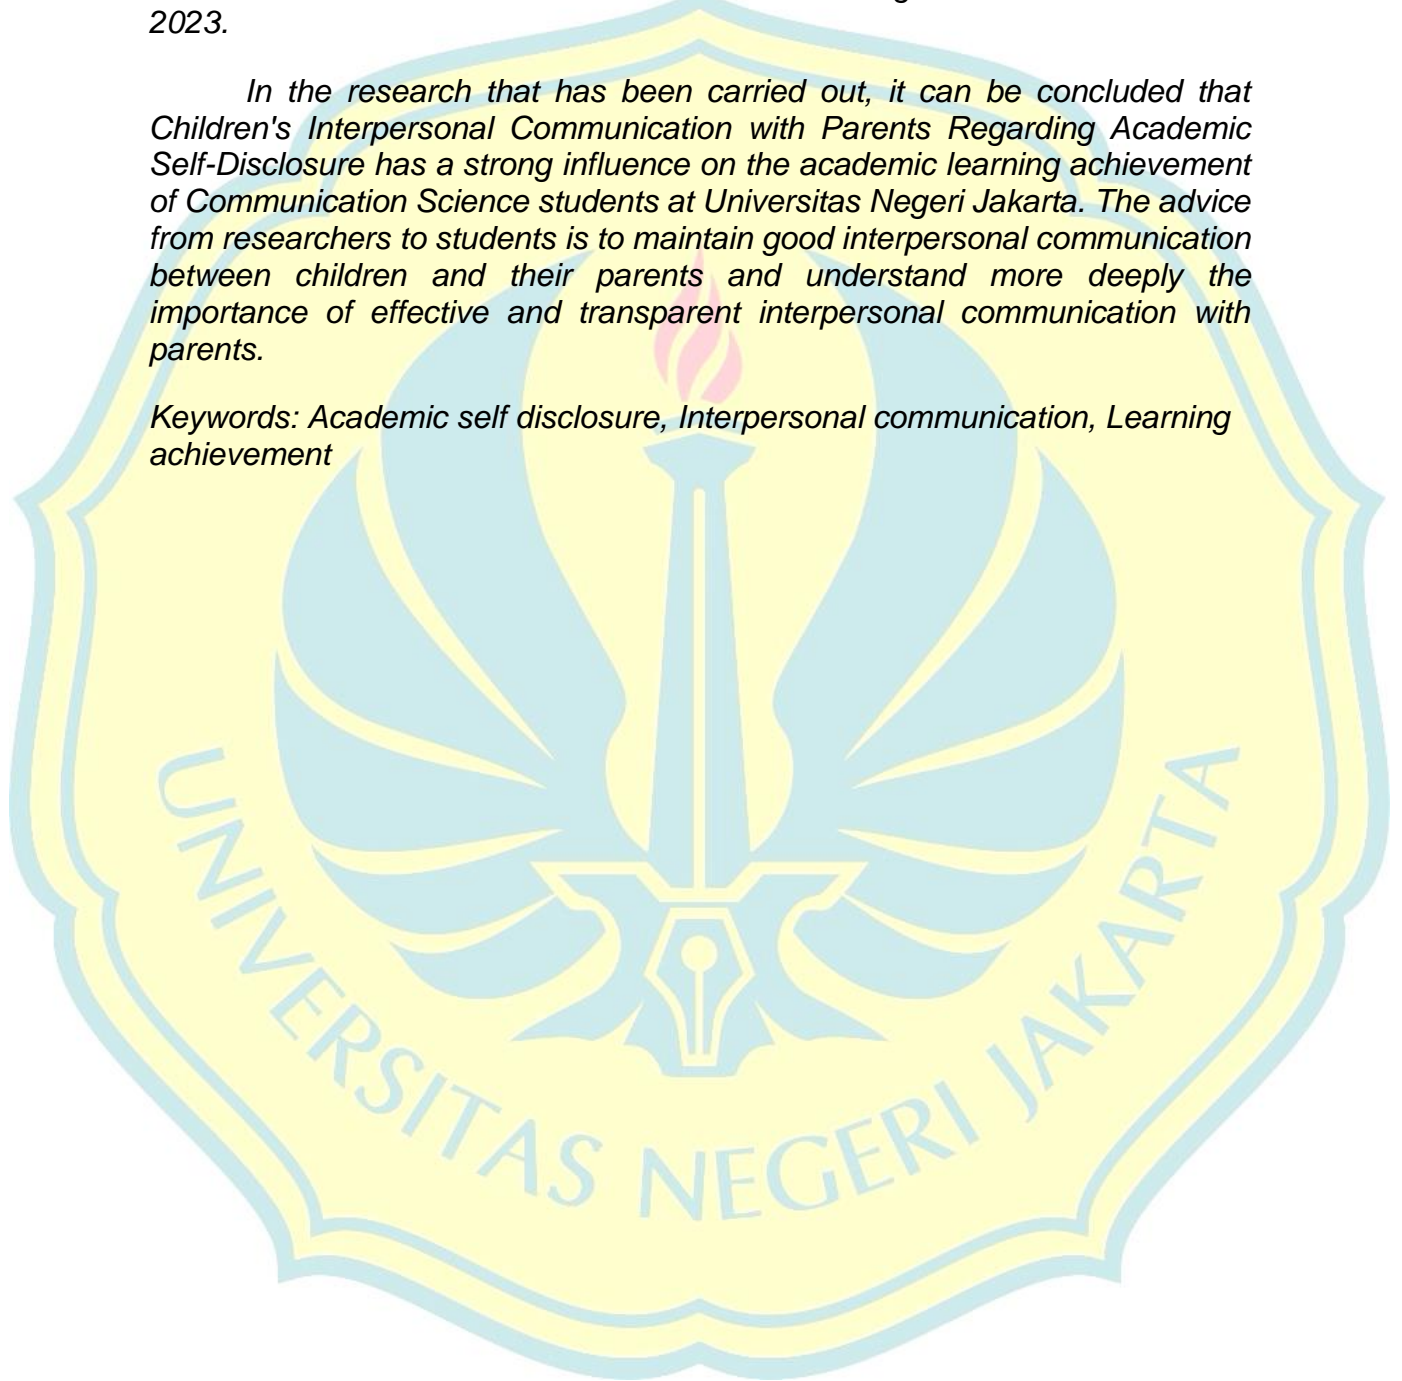 2023.
In the research that has been carried out, it can be concluded that
Children's Interpersonal Communication with Parents Regarding Academic
Self-Disclosure has a strong influence on the academic learning achievement
of Communication Science students at Universitas Negeri Jakarta. The advice
from researchers to students is to maintain good interpersonal communication
between children and their parents and understand more deeply the
importance of effective and transparent interpersonal communication with
parents.
Keywords: Academic self disclosure, Interpersonal communication, Learning
achievement
UNIVERSITAS NEGERI JAKARTA